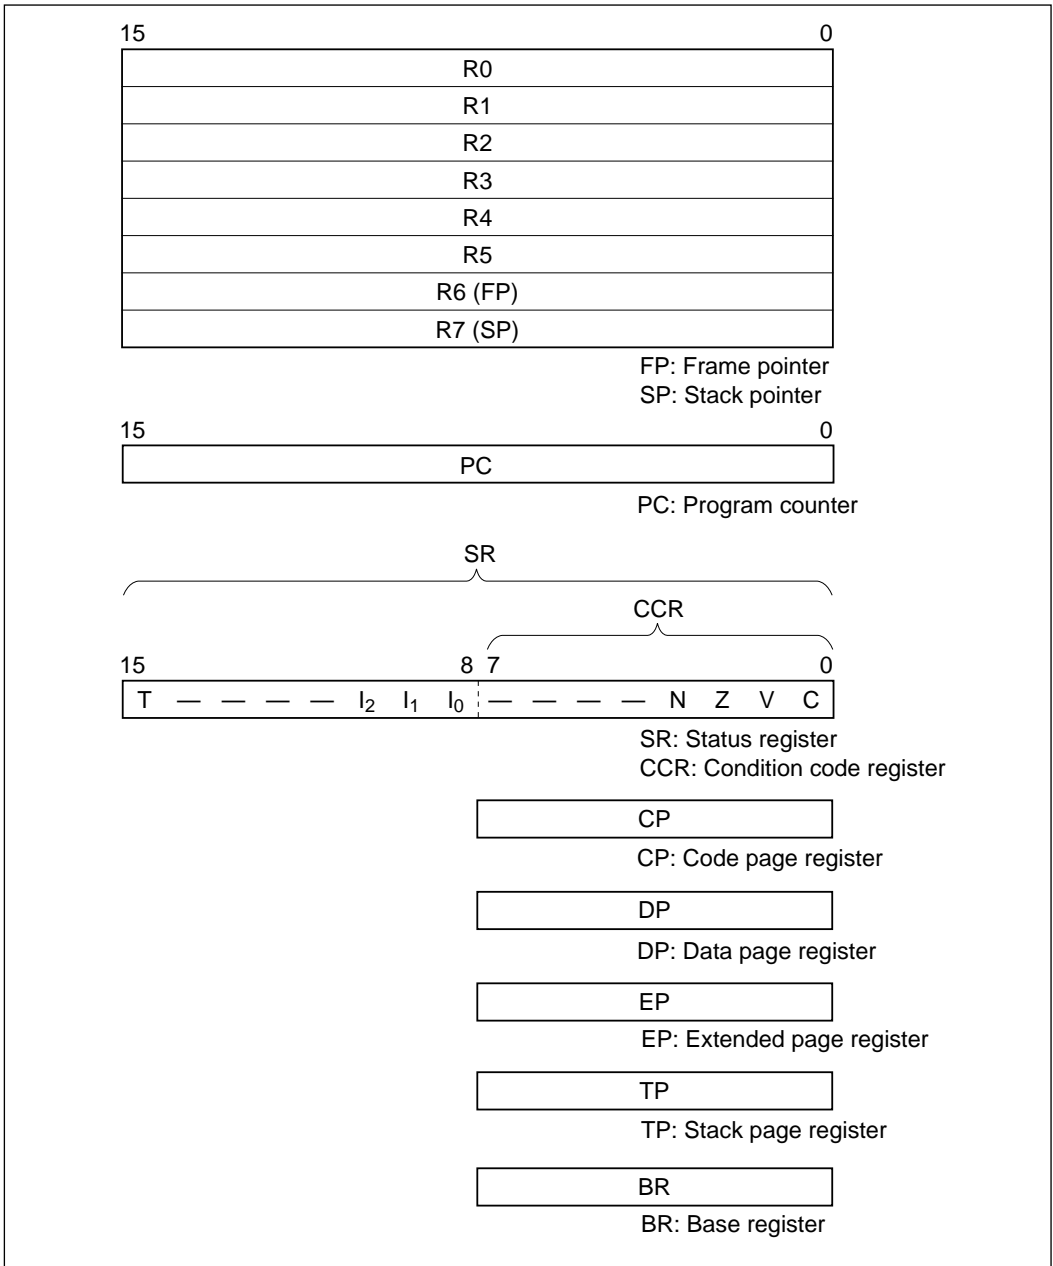 15 0
R0
R1
R2
R3
R4
R5
R6 (FP)
R7 (SP)
FP: Frame pointer
SP: Stack pointer
15 0
PC
PC: Program counter
SR
CCR
15 8 7 0
T — — — — I₂ I₁ I₀ — — — — N Z V C
SR: Status register
CCR: Condition code register
CP
CP: Code page register
DP
DP: Data page register
EP
EP: Extended page register
TP
TP: Stack page register
BR
BR: Base register